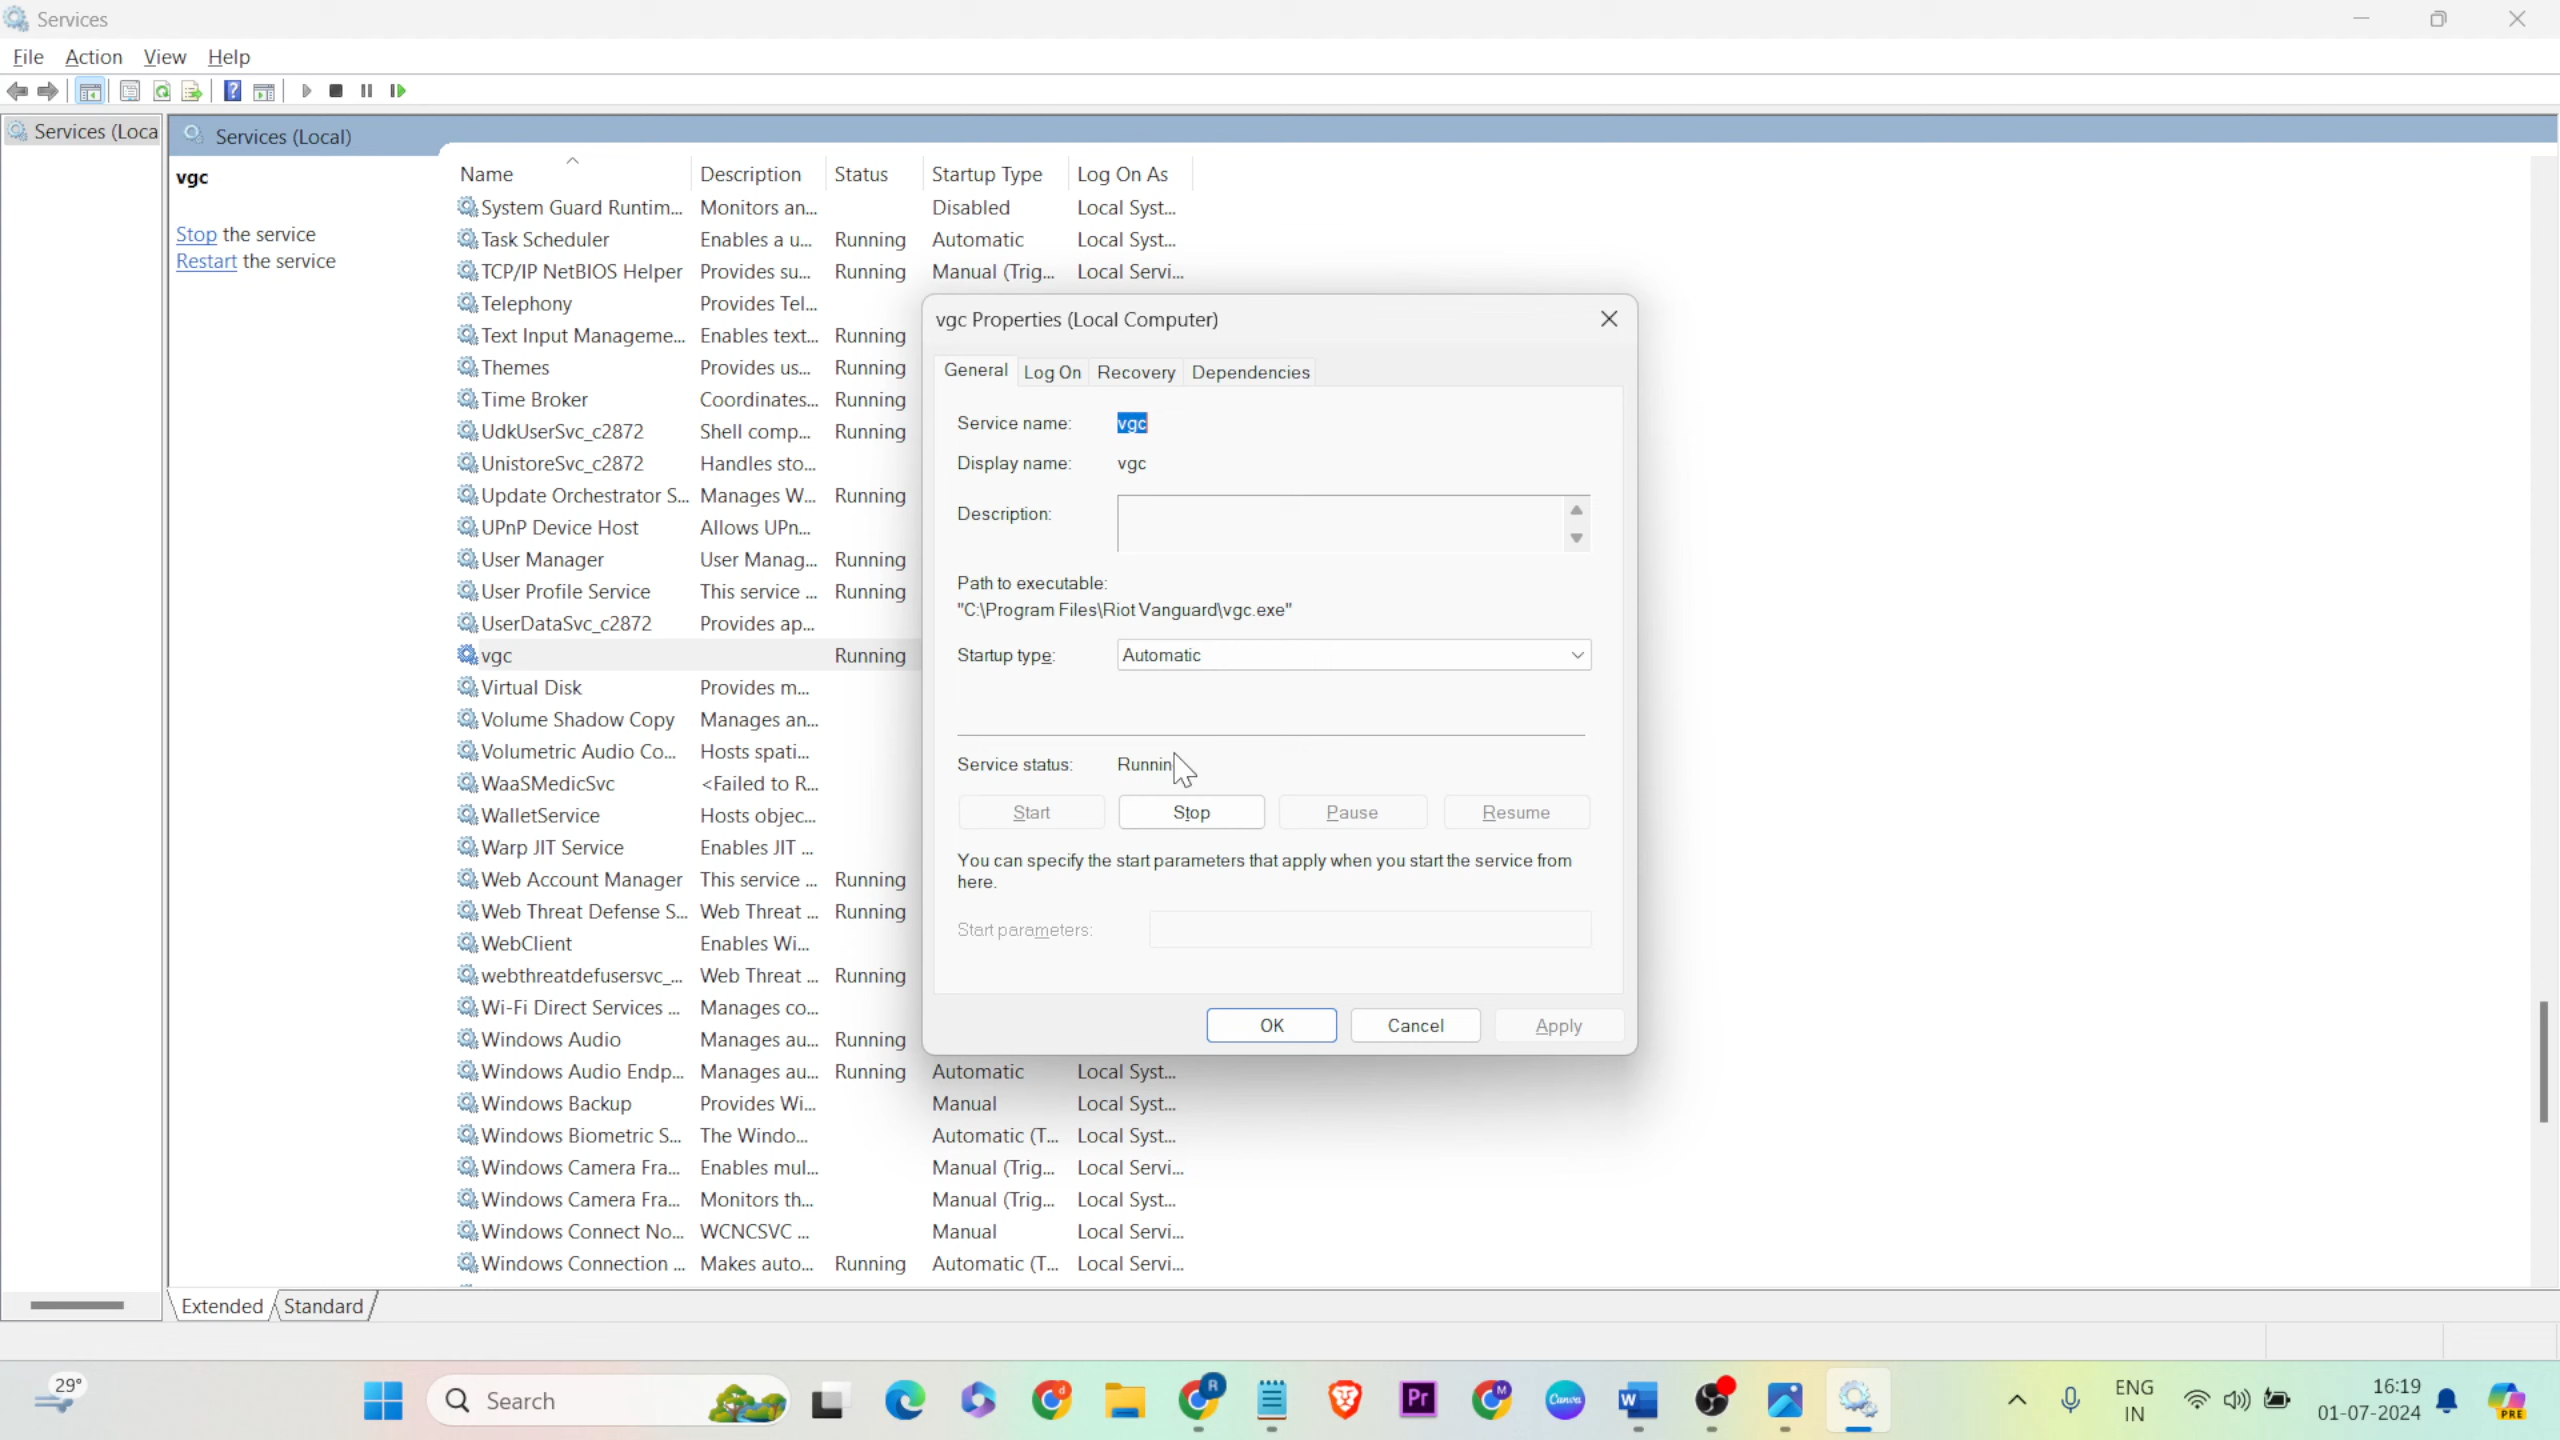 Services
File Action View Help
Services (Loca
Services (Local)
vgc
Stop the service
Restart the service
Name Description Status Startup Type Log On As
System Guard Runtim... Monitors an... Disabled Local Syst...
Task Scheduler Enables a u... Running Automatic Local Syst...
TCP/IP NetBIOS Helper Provides su... Running Manual (Trig... Local Servi...
Telephony Provides Tel...
Text Input Manageme... Enables text... Running
Themes Provides us... Running
Time Broker Coordinates... Running
UdkUserSvc_c2872 Shell comp... Running
UnistoreSvc_c2872 Handles sto...
Update Orchestrator S... Manages W... Running
UPnP Device Host Allows UPn...
User Manager User Manag... Running
User Profile Service This service ... Running
UserDataSvc_c2872 Provides ap...
vgc Running
Virtual Disk Provides m...
Volume Shadow Copy Manages an...
Volumetric Audio Co... Hosts spati...
WaaSMedicSvc <Failed to R...
WalletService Hosts objec...
Warp JIT Service Enables JIT ...
Web Account Manager This service ... Running
Web Threat Defense S... Web Threat ... Running
WebClient Enables Wi...
webthreatdefusersvc_... Web Threat ... Running
Wi-Fi Direct Services ... Manages co...
Windows Audio Manages au... Running
Windows Audio Endp... Manages au... Running Automatic Local Syst...
Windows Backup Provides Wi... Manual Local Syst...
Windows Biometric S... The Windo... Automatic (T... Local Syst...
Windows Camera Fra... Enables mul... Manual (Trig... Local Servi...
Windows Camera Fra... Monitors th... Manual (Trig... Local Syst...
Windows Connect No... WCNCSVC ... Manual Local Servi...
Windows Connection ... Makes auto... Running Automatic (T... Local Servi...
vgc Properties (Local Computer)
General Log On Recovery Dependencies
Service name: vgc
Display name: vgc
Description:
Path to executable:
"C:\Program Files\Riot Vanguard\vgc.exe"
Startup type: Automatic
Service status: Runnin
Start Stop Pause Resume
You can specify the start parameters that apply when you start the service from
here.
Start parameters:
OK Cancel Apply
Extended Standard
29°
Search
d
R
Pr
M
Canva
W
ENG
IN
16:19
01-07-2024
PRE